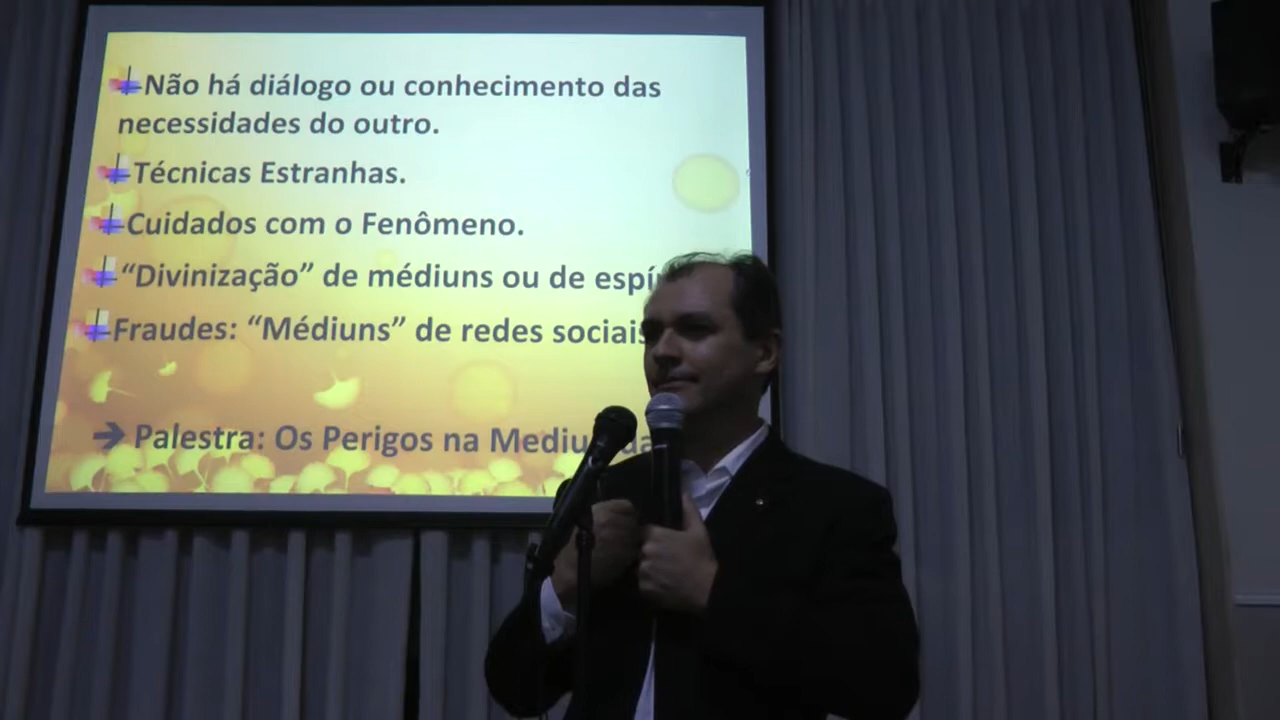 Não há diálogo ou conhecimento das
necessidades do outro.
Técnicas Estranhas.
Cuidados com o Fenômeno.
“Divinização” de médiuns ou de
Fraudes: “Médiuns” de redes sociais
➔ Palestra: Os Perigos na